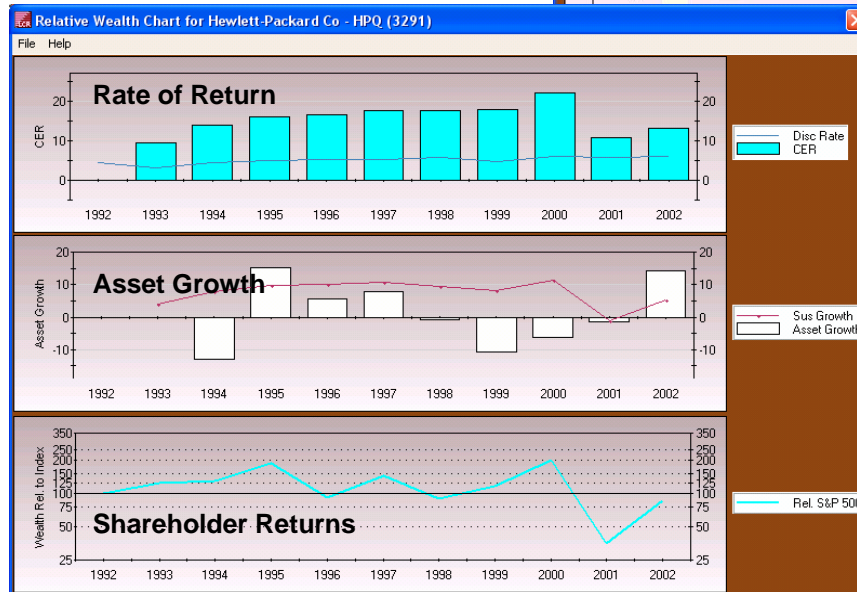 Relative Wealth Chart for Hewlett-Packard Co - HPQ (3291)
File Help
Rate of Return
CER
20
10
0
20
10
0
1992 1993 1994 1995 1996 1997 1998 1999 2000 2001 2002
Disc Rate
CER
Asset Growth
Asset Growth
20
10
0
-10
20
10
0
-10
1992 1993 1994 1995 1996 1997 1998 1999 2000 2001 2002
Sus Growth
Asset Growth
Shareholder Returns
Wealth Rel. to Index
350
250
200
150
125
100
75
50
25
350
250
200
150
125
100
75
50
25
1992 1993 1994 1995 1996 1997 1998 1999 2000 2001 2002
Rel. S&P 500